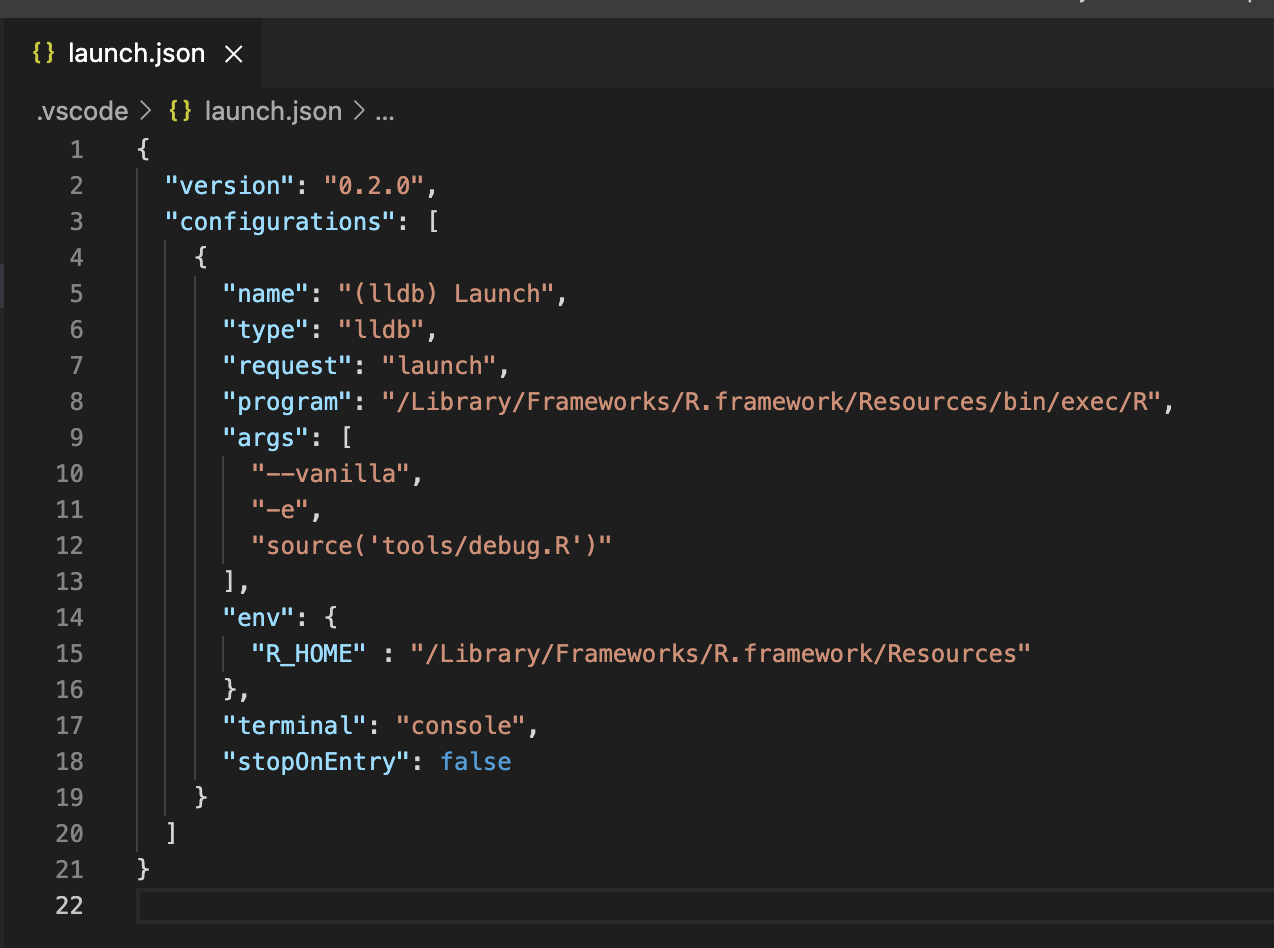 {} launch.json ×
.vscode > {} launch.json > ...
1 {
2   "version": "0.2.0",
3   "configurations": [
4     {
5       "name": "(lldb) Launch",
6       "type": "lldb",
7       "request": "launch",
8       "program": "/Library/Frameworks/R.framework/Resources/bin/exec/R",
9       "args": [
10         "--vanilla",
11         "-e",
12         "source('tools/debug.R')"
13       ],
14       "env": {
15         "R_HOME" : "/Library/Frameworks/R.framework/Resources"
16       },
17       "terminal": "console",
18       "stopOnEntry": false
19     }
20   ]
21 }
22